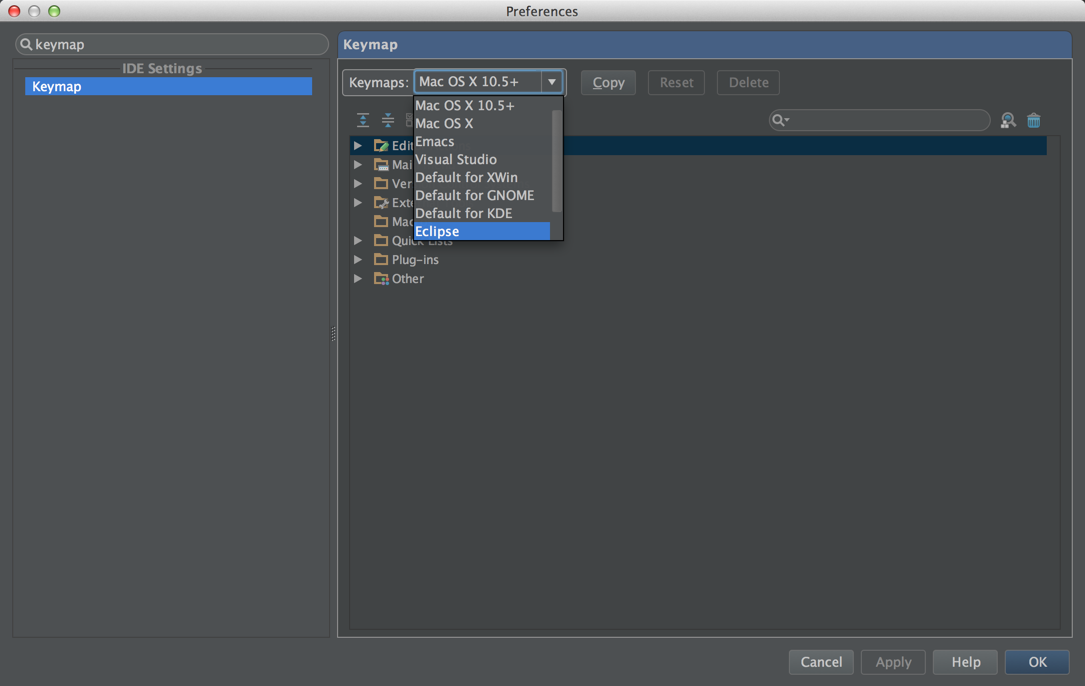 Preferences
keymap
IDE Settings
Keymap
Keymap
Keymaps: Mac OS X 10.5+ Copy Reset Delete
Mac OS X 10.5+
Mac OS X
Emacs
Visual Studio
Default for XWin
Default for GNOME
Default for KDE
Eclipse
Edit
Mai
Ver
Exte
Mac
Quick Lists
Plug-ins
Other
Cancel Apply Help OK